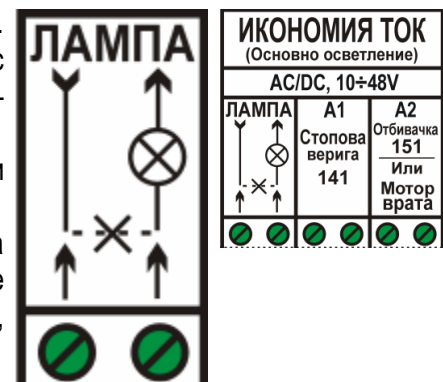 ЛАМПА
ИКОНОМИЯ ТОК
(Основно осветление)
AC/DC, 10÷48V
ЛАМПА
A1
Стопова
верига
141
A2
Отбивачка
151
Или
Мотор
врата